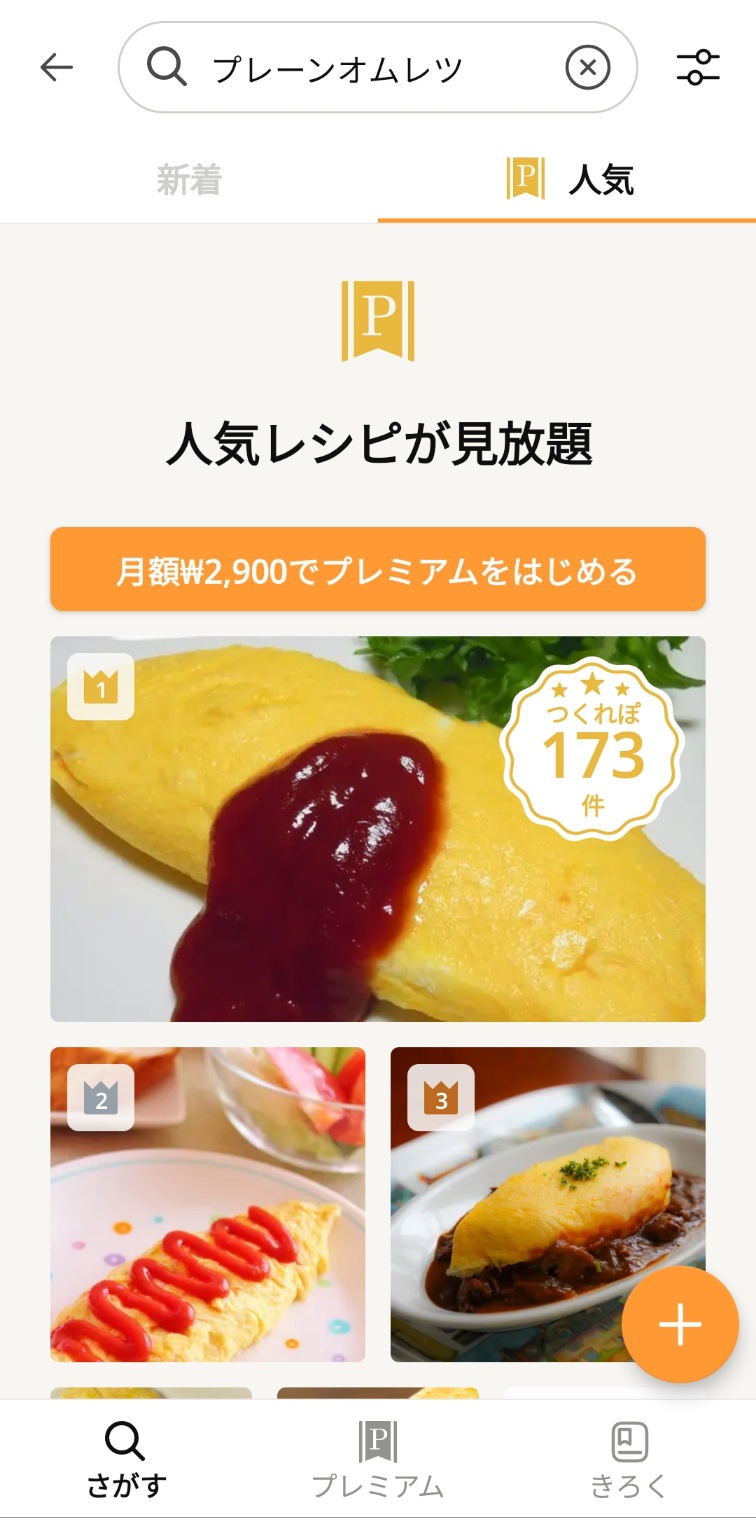 プレーンオムレツ
新着
P 人気
P
人気レシピが見放題
月額₩2,900でプレミアムをはじめる
1
つくれぽ
173
件
2
3
P
さがす
プレミアム
きろく